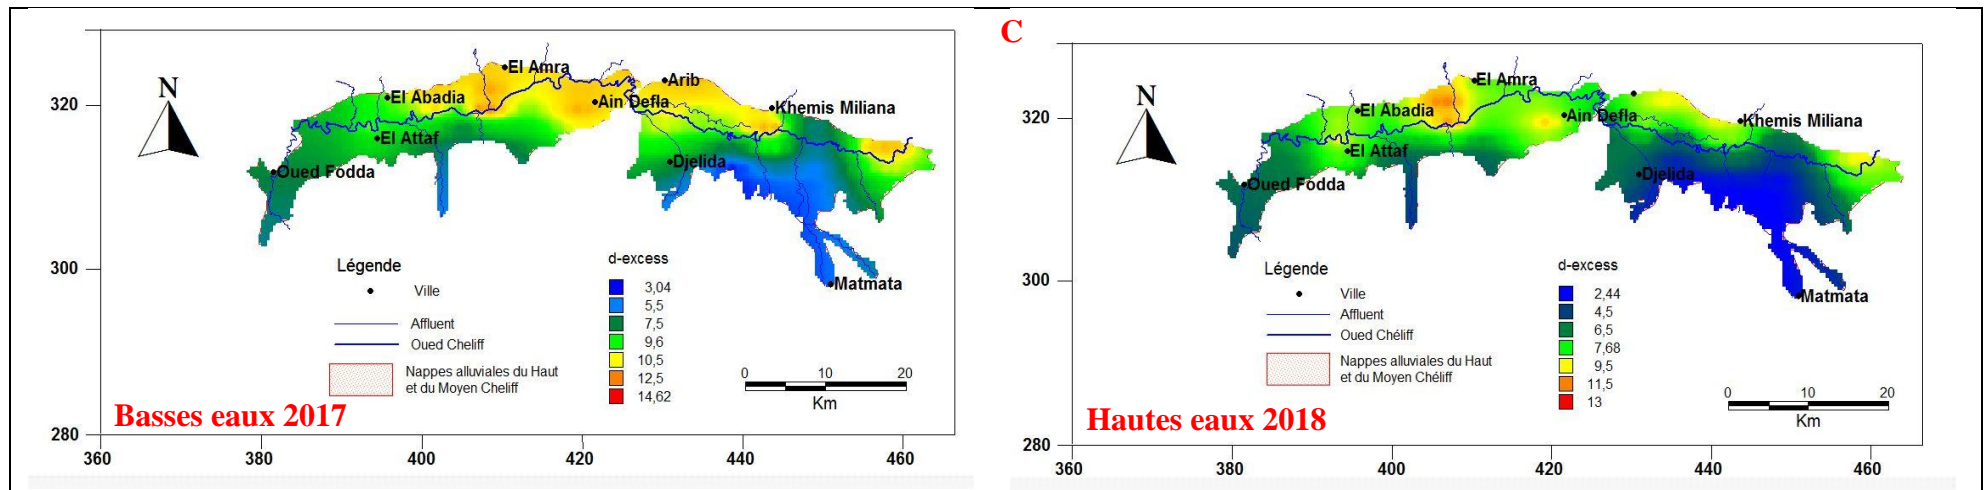 N
320
300
280
360
380
400
420
440
460
El Amra
Arib
El Abadia
Ain Defla
Khemis Miliana
El Attaf
Djelida
Oued Fodda
Matmata
Légende
Ville
Affluent
Oued Cheliff
Nappes alluviales du Haut
et du Moyen Cheliff
d-excess
3,04
5,5
7,5
9,6
10,5
12,5
14,62
0 10 20
Km
Basses eaux 2017
C
N
320
300
280
360
380
400
420
440
460
El Amra
El Abadia
Ain Defla
Khemis Miliana
El Attaf
Djelida
Oued Fodda
Matmata
Légende
Ville
Affluent
Oued Chéliff
Nappes alluviales du Haut
et du Moyen Chéliff
d-excess
2,44
4,5
6,5
7,68
9,5
11,5
13
0 10 20
Km
Hautes eaux 2018